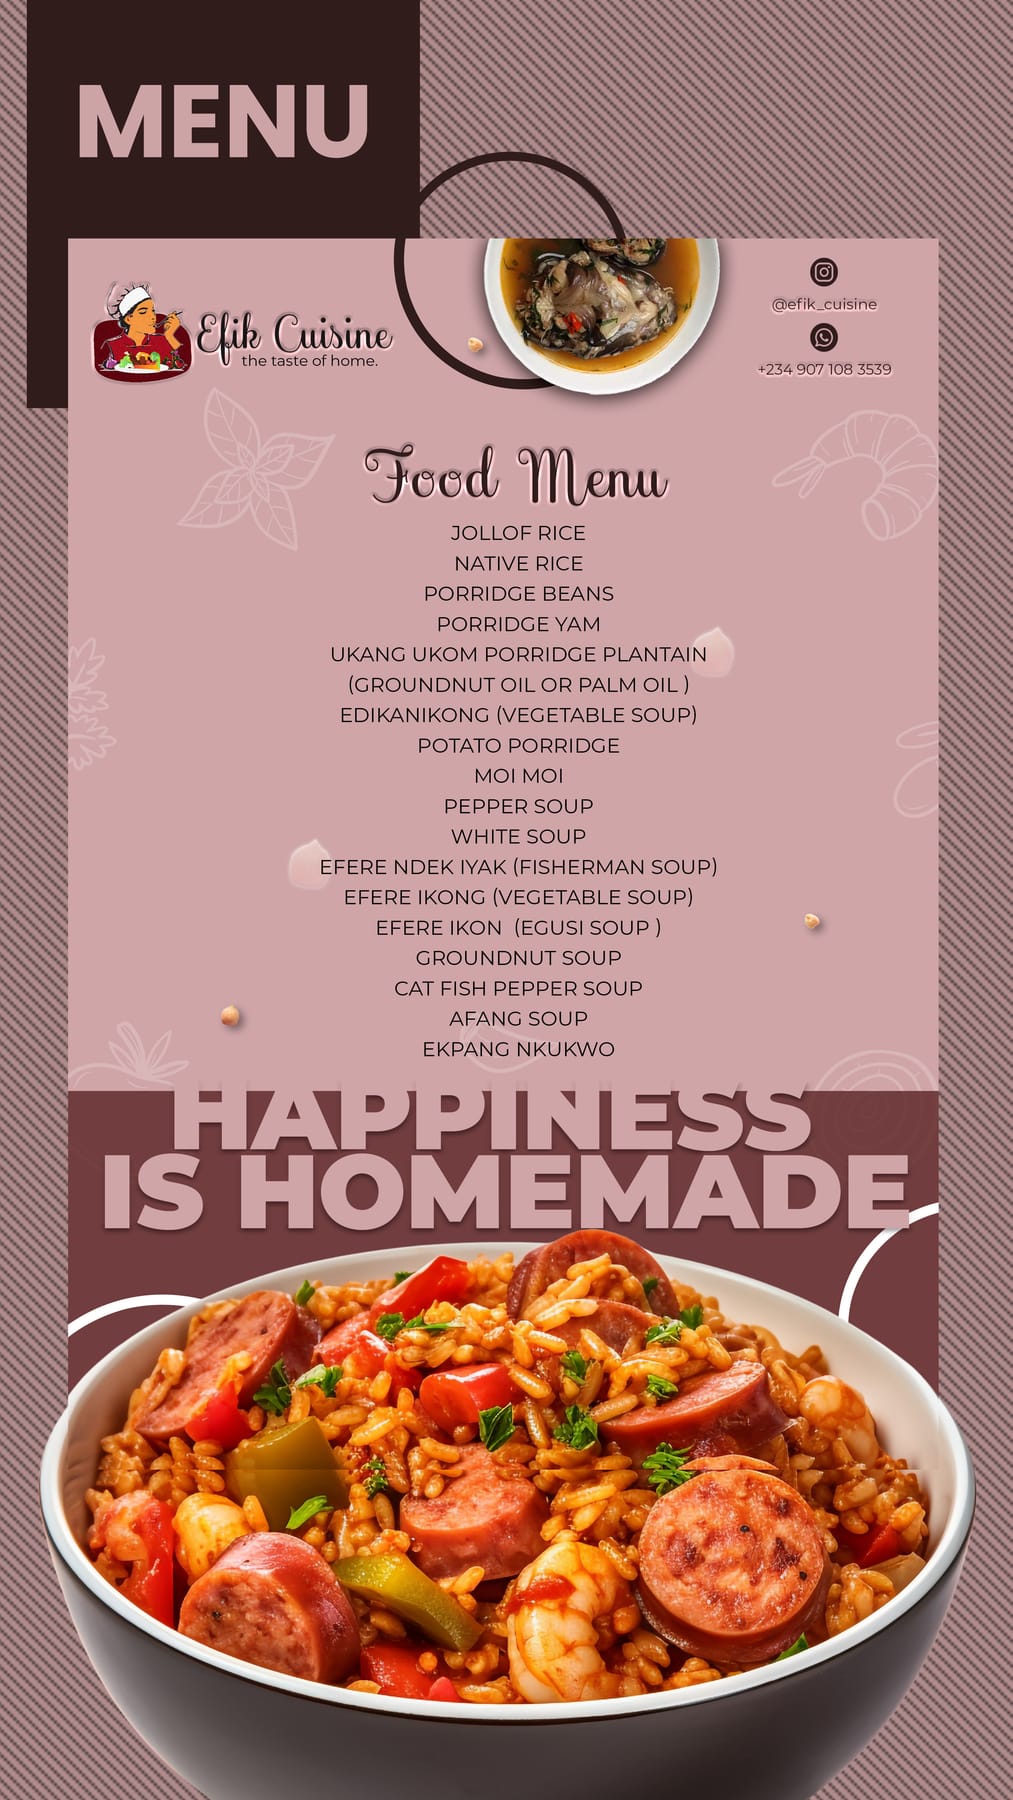 MENU
Efik Cuisine
the taste of home.
@efik_cuisine
+234 907 108 3539
Food Menu
JOLLOF RICE
NATIVE RICE
PORRIDGE BEANS
PORRIDGE YAM
UKANG UKOM PORRIDGE PLANTAIN
(GROUNDNUT OIL OR PALM OIL )
EDIKANIKONG (VEGETABLE SOUP)
POTATO PORRIDGE
MOI MOI
PEPPER SOUP
WHITE SOUP
EFERE NDEK IYAK (FISHERMAN SOUP)
EFERE IKONG (VEGETABLE SOUP)
EFERE IKON  (EGUSI SOUP )
GROUNDNUT SOUP
CAT FISH PEPPER SOUP
AFANG SOUP
EKPANG NKUKWO
HAPPINESS
IS HOMEMADE